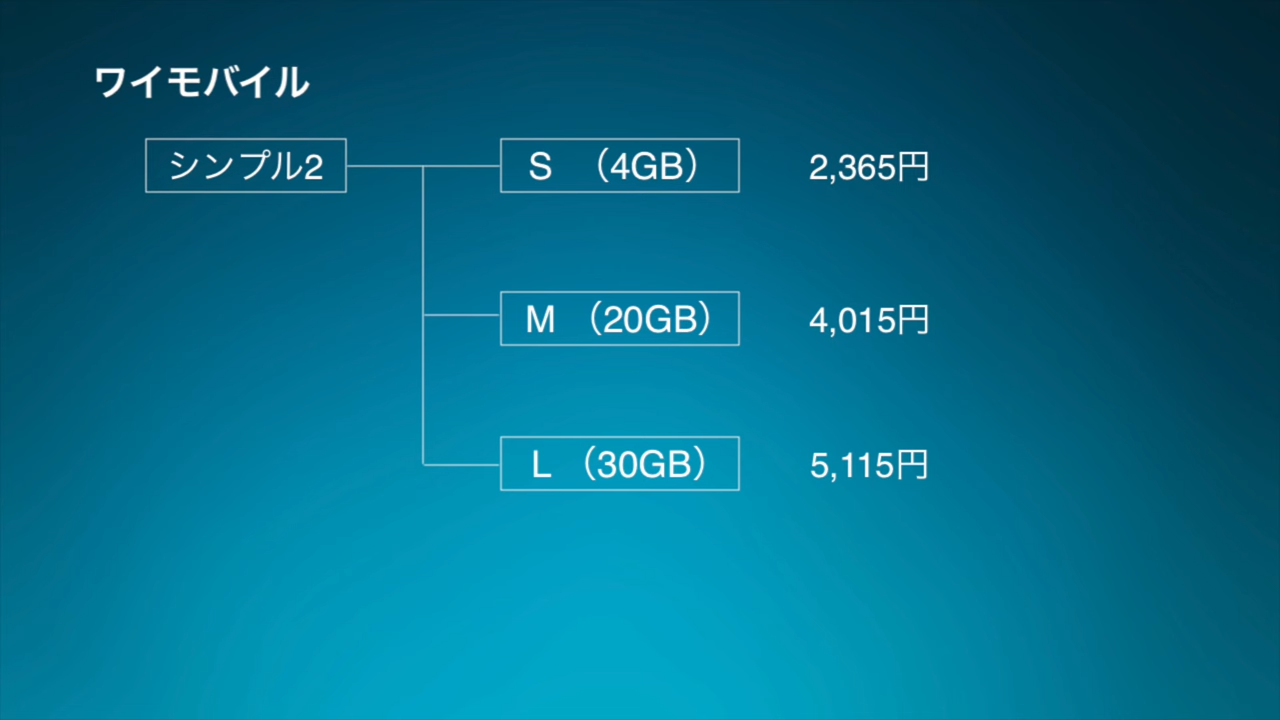 ワイモバイル
シンプル2 S （4GB） 2,365円
M （20GB） 4,015円
L （30GB） 5,115円